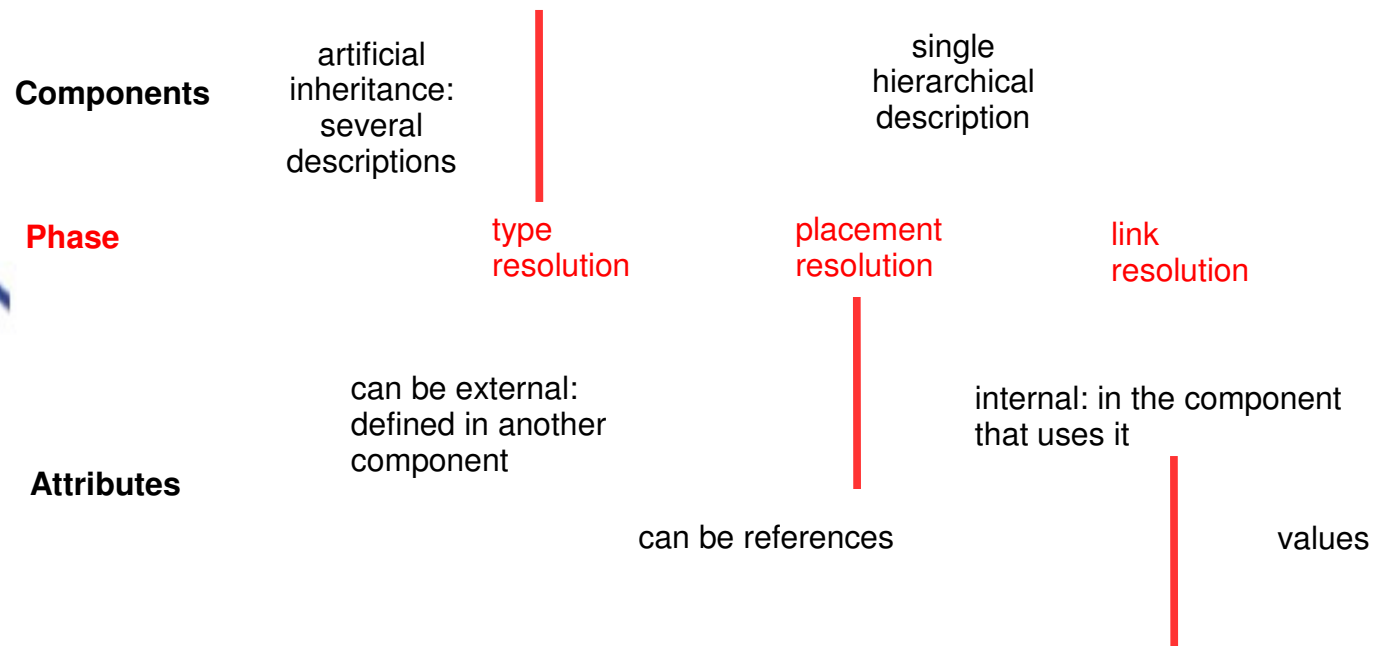 artificial
inheritance:
several
descriptions
single
hierarchical
description
Components
Phase
type
resolution
placement
resolution
link
resolution
can be external:
defined in another
component
internal: in the component
that uses it
Attributes
can be references
values